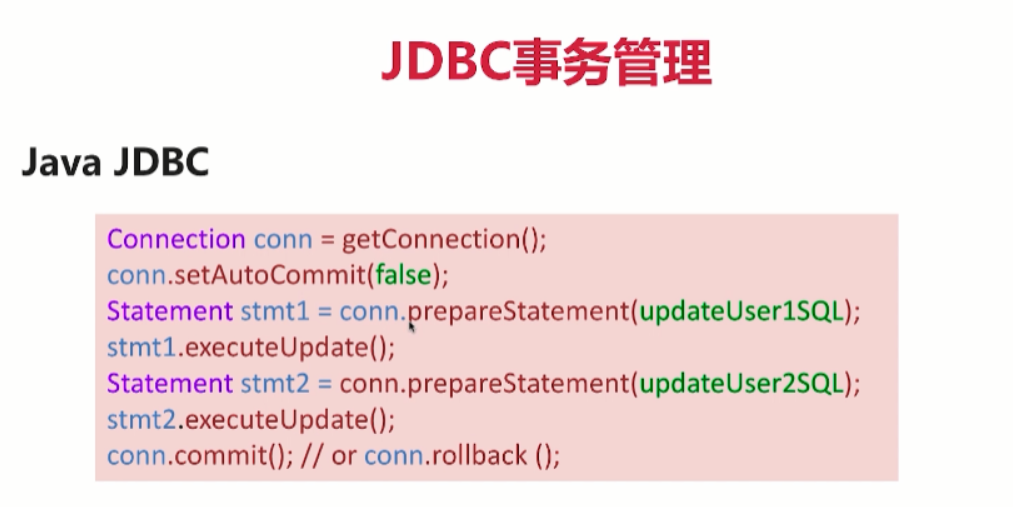 JDBC事务管理
Java JDBC
Connection conn = getConnection();
conn.setAutoCommit(false);
Statement stmt1 = conn.prepareStatement(updateUser1SQL);
stmt1.executeUpdate();
Statement stmt2 = conn.prepareStatement(updateUser2SQL);
stmt2.executeUpdate();
conn.commit(); // or conn.rollback ();